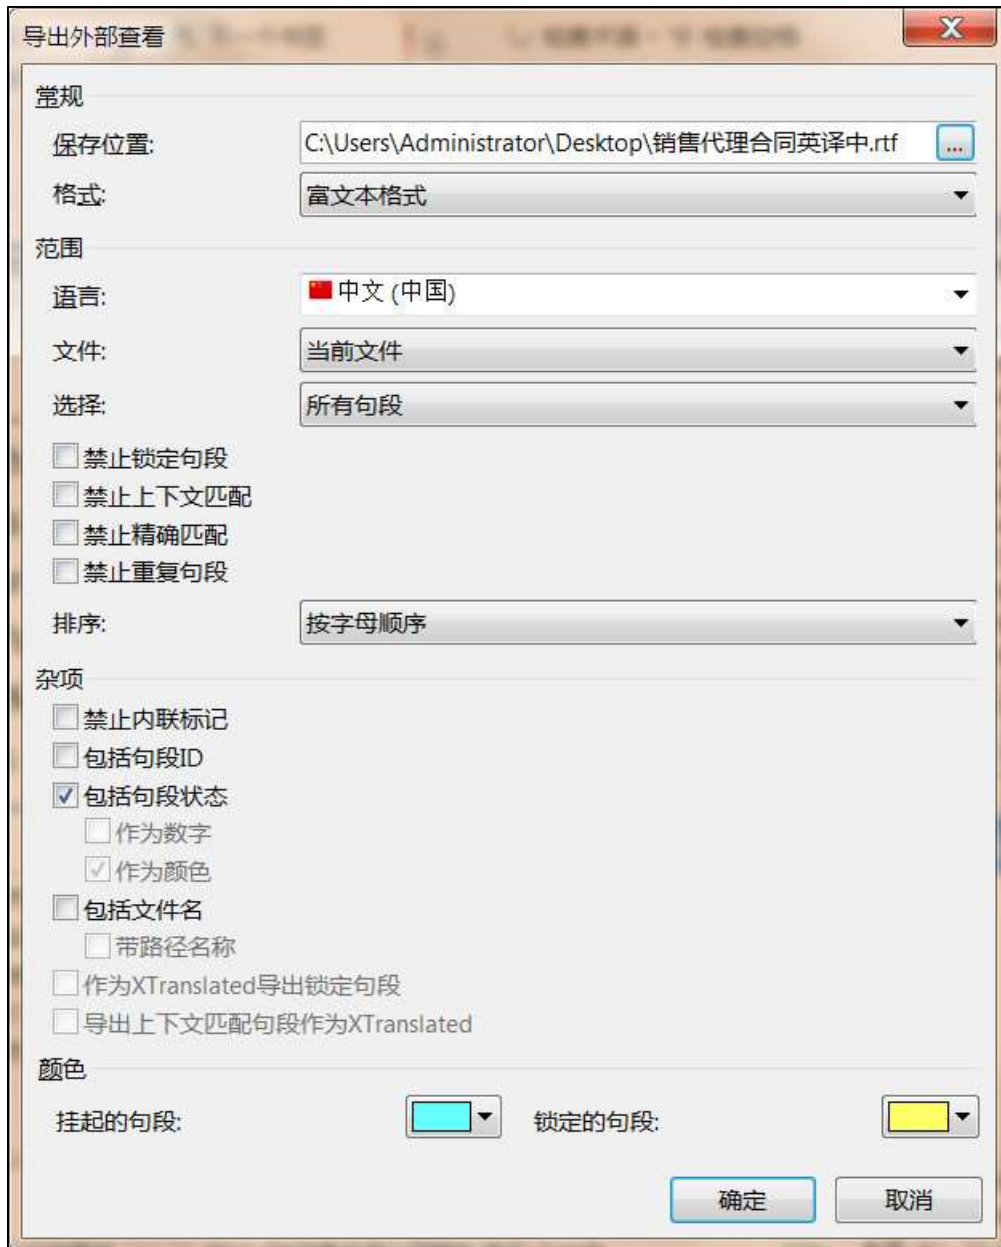 导出外部查看
常规
保存位置: C:\Users\Administrator\Desktop\销售代理合同英译中.rtf ...
格式: 富文本格式
范围
语言: 中文 (中国)
文件: 当前文件
选择: 所有句段
禁止锁定句段
禁止上下文匹配
禁止精确匹配
禁止重复句段
排序: 按字母顺序
杂项
禁止内联标记
包括句段ID
包括句段状态
作为数字
作为颜色
包括文件名
带路径名称
作为XTranslated导出锁定句段
导出上下文匹配句段作为XTranslated
颜色
挂起的句段: 锁定的句段:
确定 取消